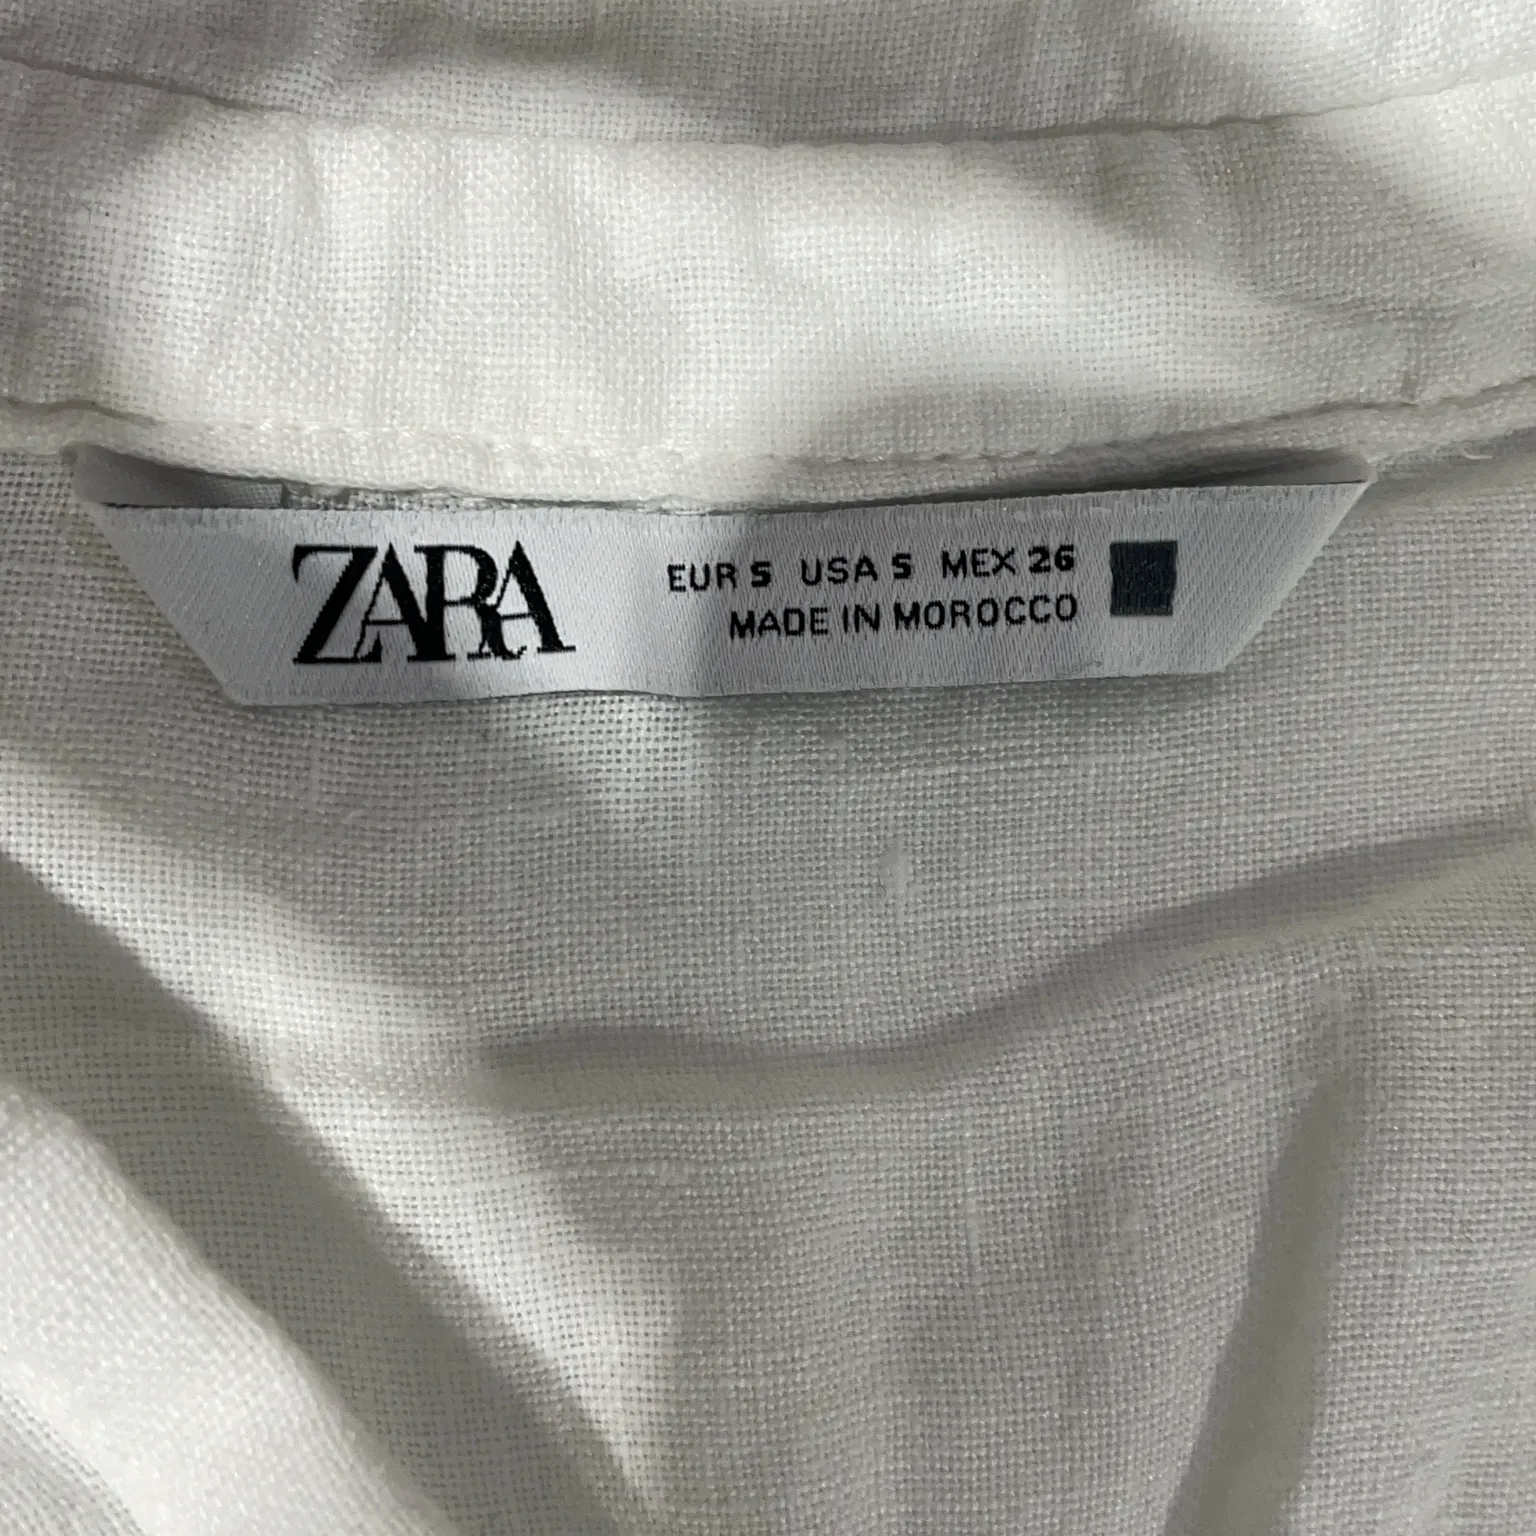 ZARA
EUR S USA S MEX 26
MADE IN MOROCCO